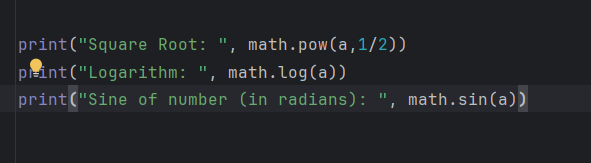 print("Square Root: ", math.pow(a,1/2))
print("Logarithm: ", math.log(a))
print("Sine of number (in radians): ", math.sin(a))